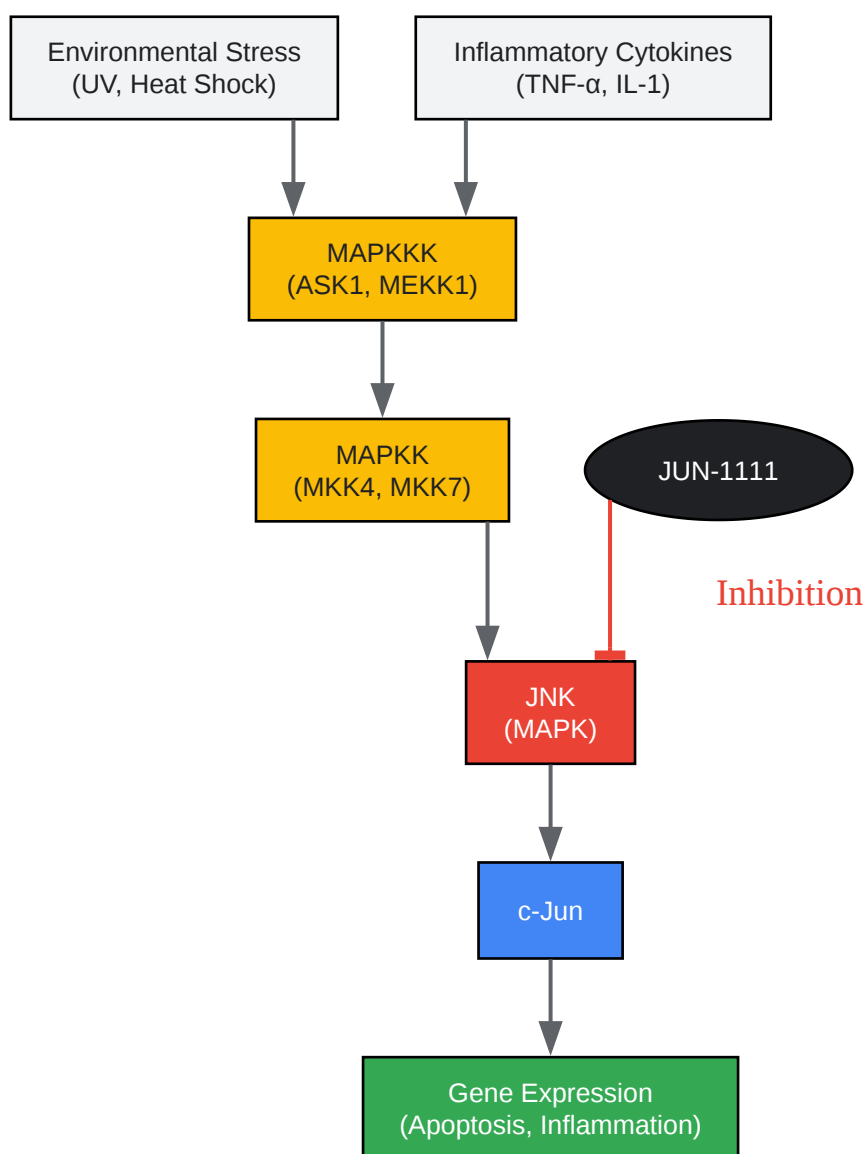 Environmental Stress
(UV, Heat Shock)
Inflammatory Cytokines
(TNF-α, IL-1)
MAPKKK
(ASK1, MEKK1)
MAPKK
(MKK4, MKK7)
JUN-1111
Inhibition
JNK
(MAPK)
c-Jun
Gene Expression
(Apoptosis, Inflammation)